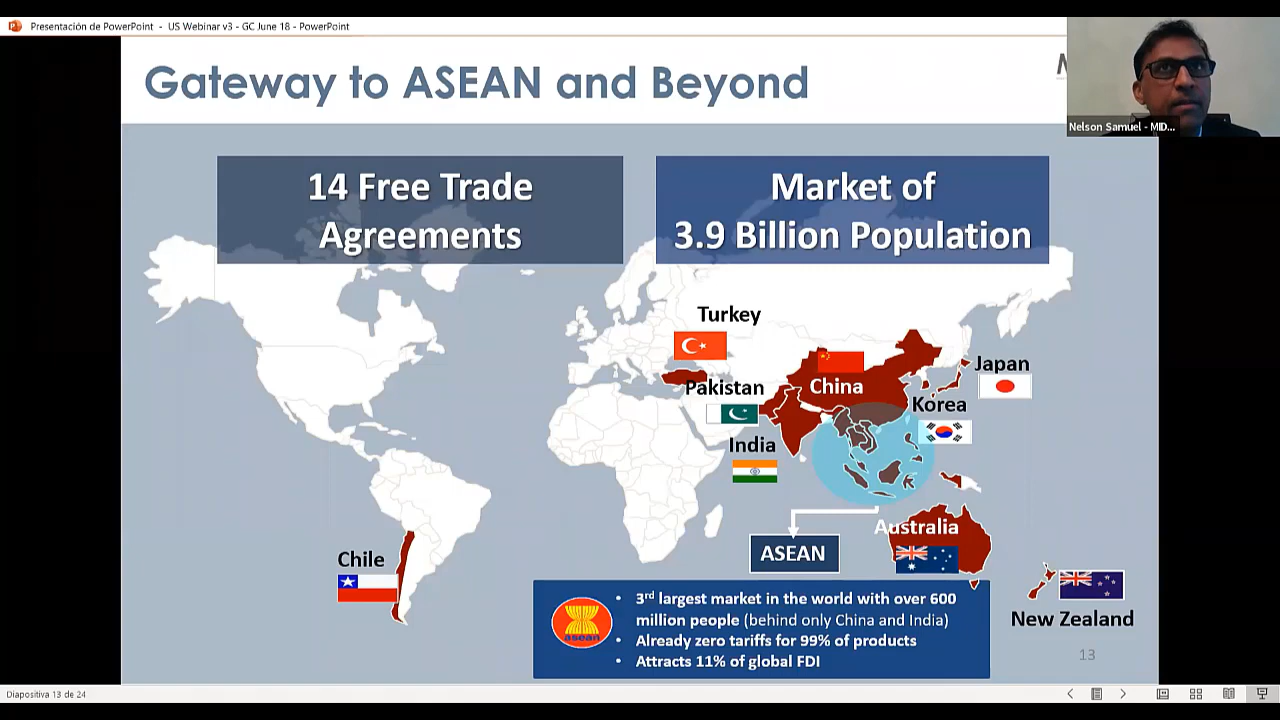 Presentación de PowerPoint - US Webinar v3 - GC June 18 - PowerPoint
Gateway to ASEAN and Beyond
M
Nelson Samuel - MID...
14 Free Trade
Agreements
Market of
3.9 Billion Population
Turkey
Pakistan
India
China
Japan
Korea
Chile
ASEAN
Australia
New Zealand
asean
• 3rd largest market in the world with over 600
million people (behind only China and India)
• Already zero tariffs for 99% of products
• Attracts 11% of global FDI
13
Diapositiva 13 de 24